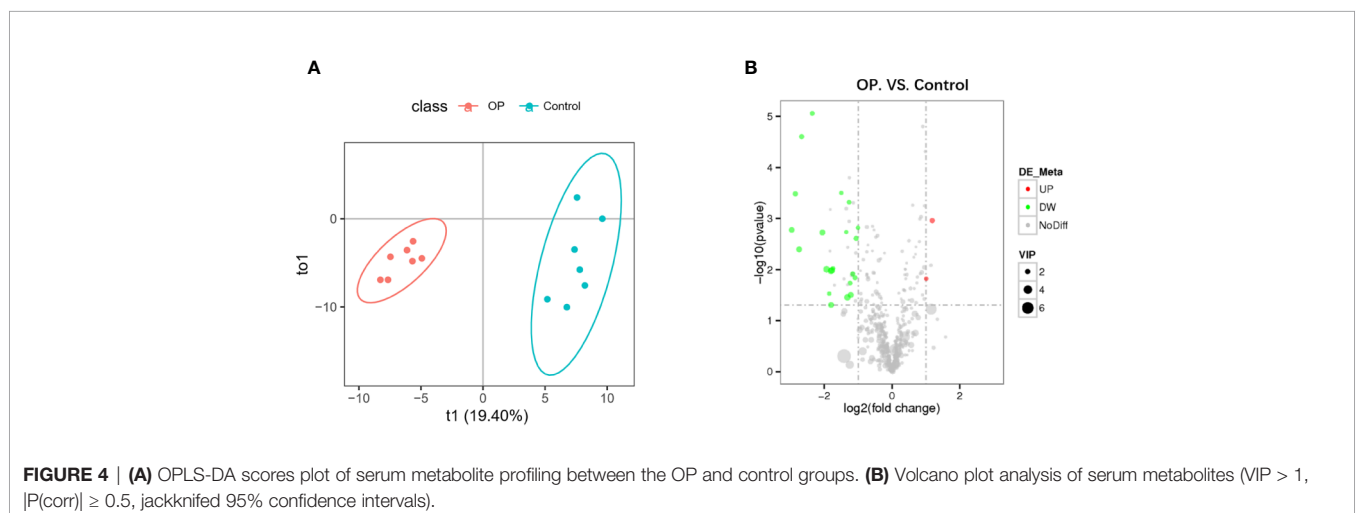 A
class OP Control
0
−10
to1
−10 −5 0 5 10
t1 (19.40%)
B
OP. VS. Control
5
4
3
2
1
0
−log10(pvalue)
−2 0 2
log2(fold change)
DE_Meta
UP
DW
NoDiff
VIP
2
4
6
FIGURE 4 | (A) OPLS-DA scores plot of serum metabolite profiling between the OP and control groups. (B) Volcano plot analysis of serum metabolites (VIP > 1,
|P(corr)| ≥ 0.5, jackknifed 95% confidence intervals).